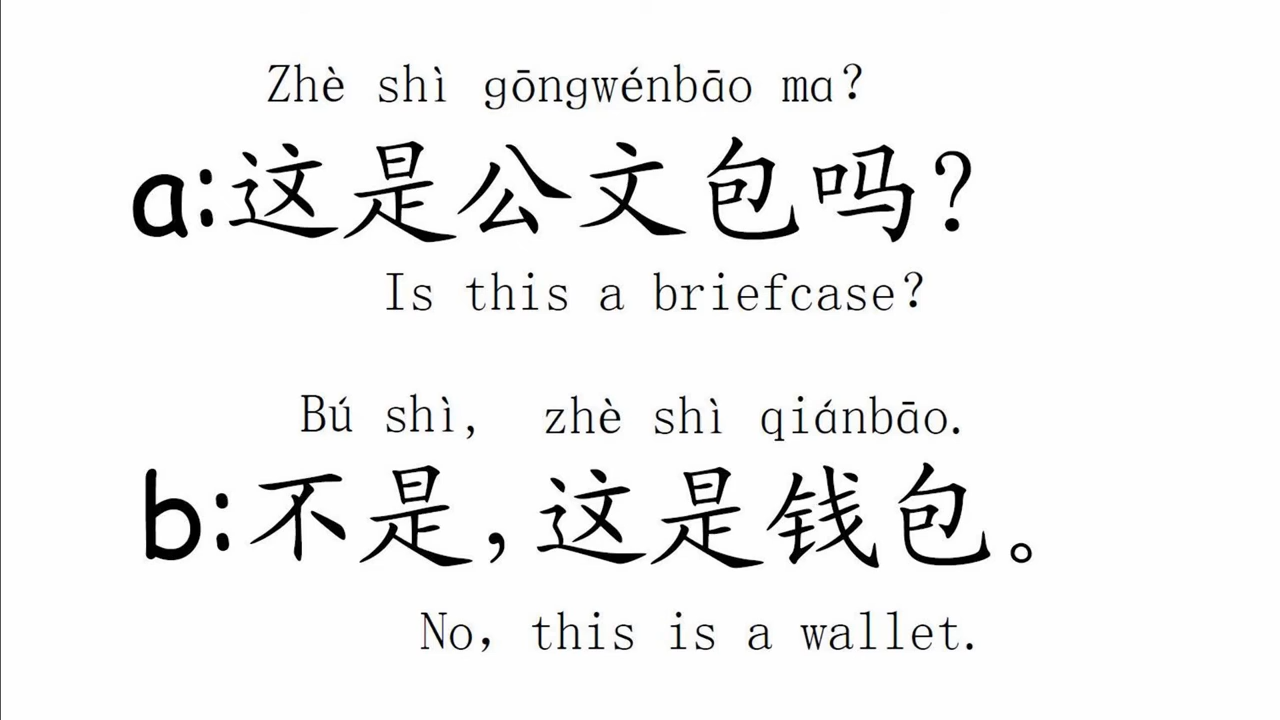 Zhè shì gōngwénbāo ma?
a:这是公文包吗?
Is this a briefcase?
Bú shì, zhè shì qiánbāo.
b:不是,这是钱包。
No, this is a wallet.